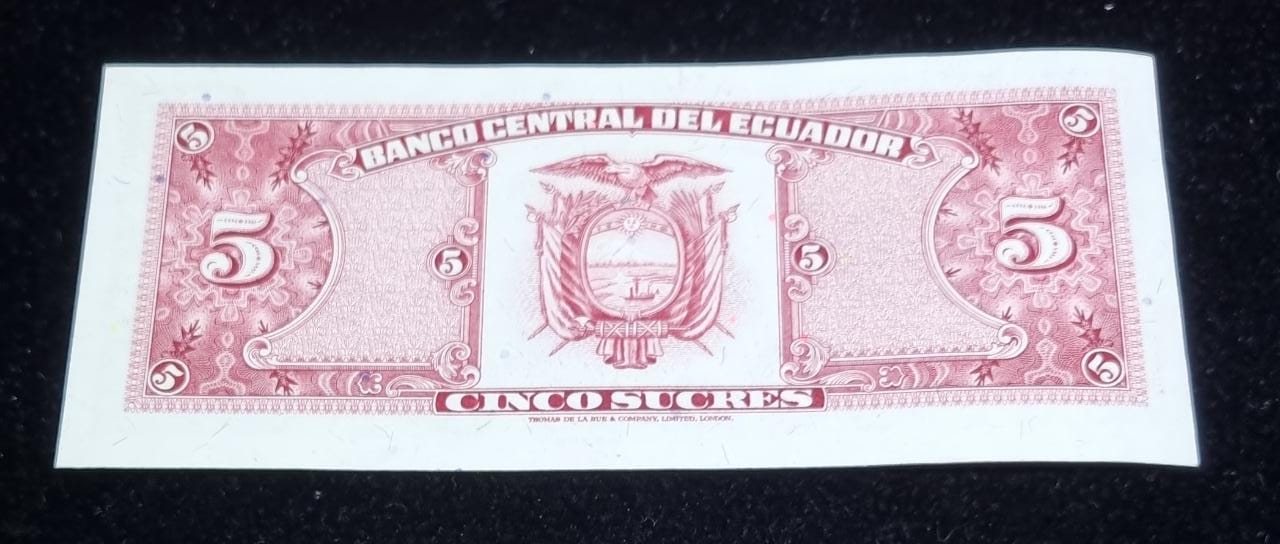 BANCO CENTRAL DEL ECUADOR
5 5
5 5
5 5
5 5
CINCO SUCRES
THOMAS DE LA RUE & COMPANY, LIMITED, LONDON.